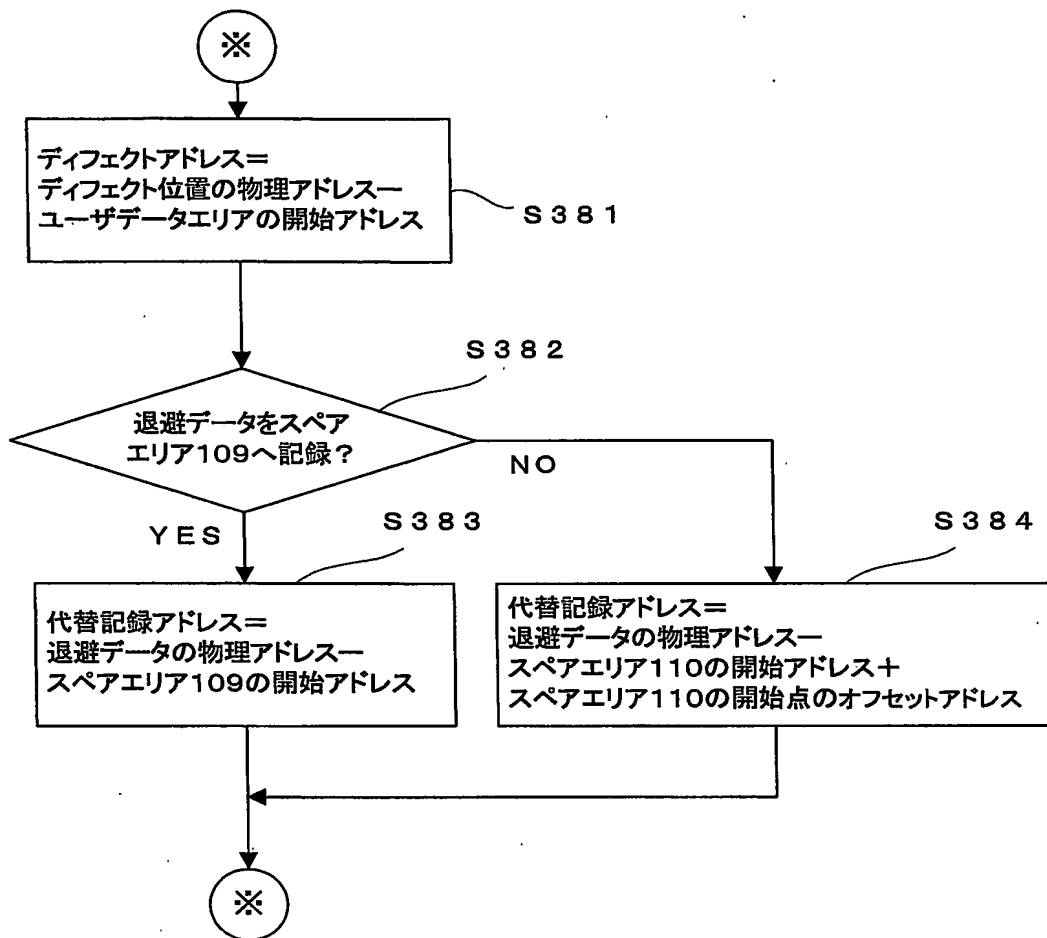 ※
ディフェクトアドレス＝
ディフェクト位置の物理アドレス－
ユーザデータエリアの開始アドレス
Ｓ３８１
Ｓ３８２
退避データをスペア
エリア109へ記録？
ＮＯ
ＹＥＳ
Ｓ３８３
Ｓ３８４
代替記録アドレス＝
退避データの物理アドレス－
スペアエリア109の開始アドレス
代替記録アドレス＝
退避データの物理アドレス－
スペアエリア110の開始アドレス＋
スペアエリア110の開始点のオフセットアドレス
※